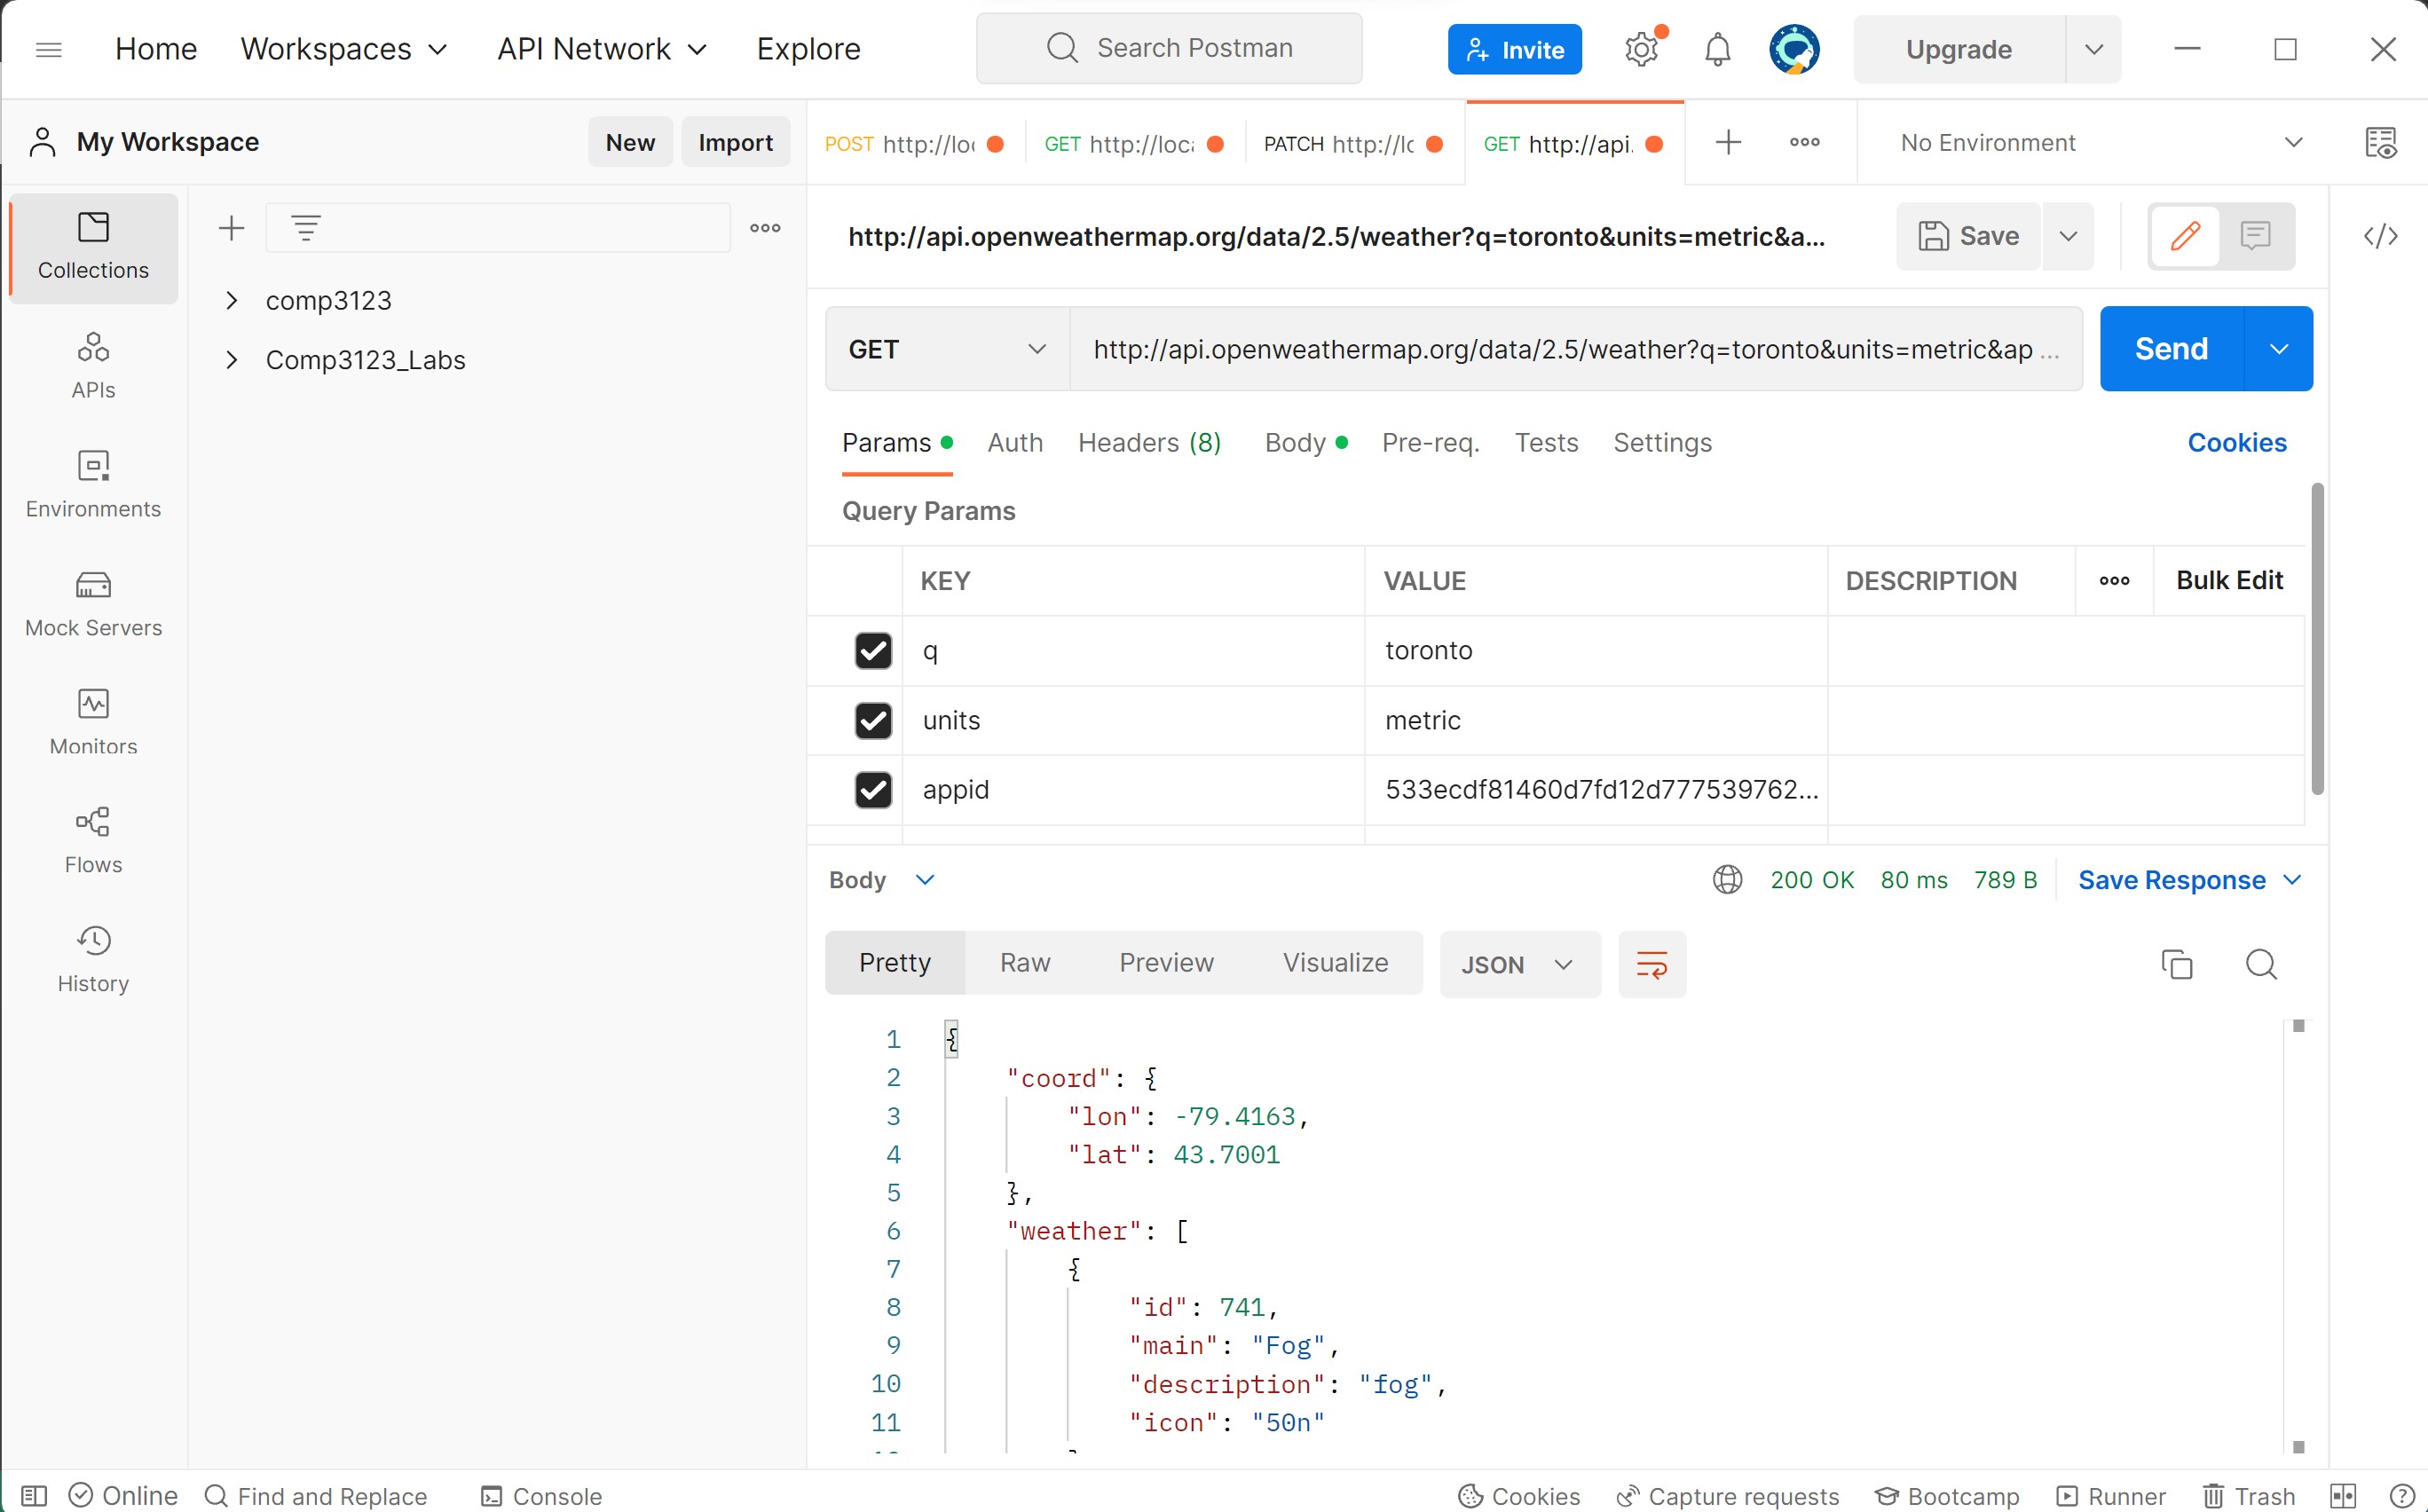 Home Workspaces API Network Explore Search Postman Invite Upgrade
My Workspace New Import
POST http://loc GET http://loca PATCH http://lc GET http://api. No Environment
Collections
APIs
Environments
Mock Servers
Monitors
Flows
History
comp3123
Comp3123_Labs
http://api.openweathermap.org/data/2.5/weather?q=toronto&units=metric&a... Save
GET http://api.openweathermap.org/data/2.5/weather?q=toronto&units=metric&ap ... Send
Params Auth Headers (8) Body Pre-req. Tests Settings Cookies
Query Params
KEY VALUE DESCRIPTION Bulk Edit
q toronto
units metric
appid 533ecdf81460d7fd12d777539762...
Body 200 OK 80 ms 789 B Save Response
Pretty Raw Preview Visualize JSON
1 {
2 "coord": {
3 "lon": -79.4163,
4 "lat": 43.7001
5 },
6 "weather": [
7 {
8 "id": 741,
9 "main": "Fog",
10 "description": "fog",
11 "icon": "50n"
Online Find and Replace Console Cookies Capture requests Bootcamp Runner Trash